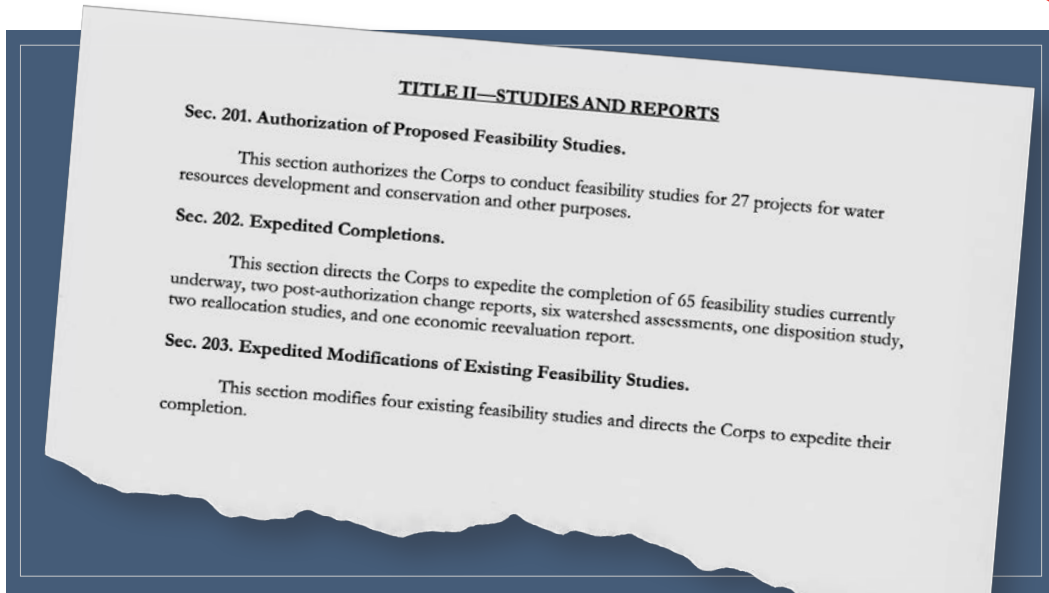 TITLE II—STUDIES AND REPORTS
Sec. 201. Authorization of Proposed Feasibility Studies.
This section authorizes the Corps to conduct feasibility studies for 27 projects for water
resources development and conservation and other purposes.
Sec. 202. Expedited Completions.
This section directs the Corps to expedite the completion of 65 feasibility studies currently
underway, two post-authorization change reports, six watershed assessments, one disposition study,
two reallocation studies, and one economic reevaluation report.
Sec. 203. Expedited Modifications of Existing Feasibility Studies.
This section modifies four existing feasibility studies and directs the Corps to expedite their
completion.